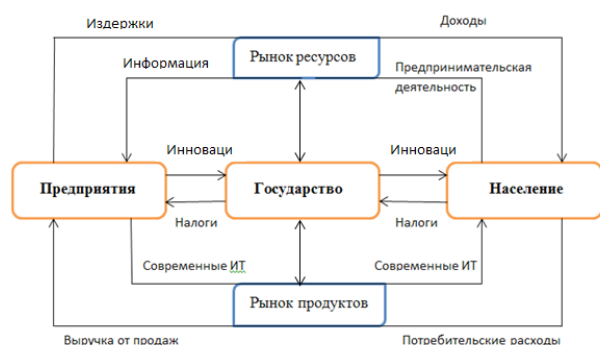 Издержки
Доходы
Рынок ресурсов
Информация
Предпринимательская
деятельность
Инноваци
Инноваци
Предприятия
Государство
Население
Налоги
Налоги
Современные ИТ
Современные ИТ
Рынок продуктов
Выручка от продаж
Потребительские расходы